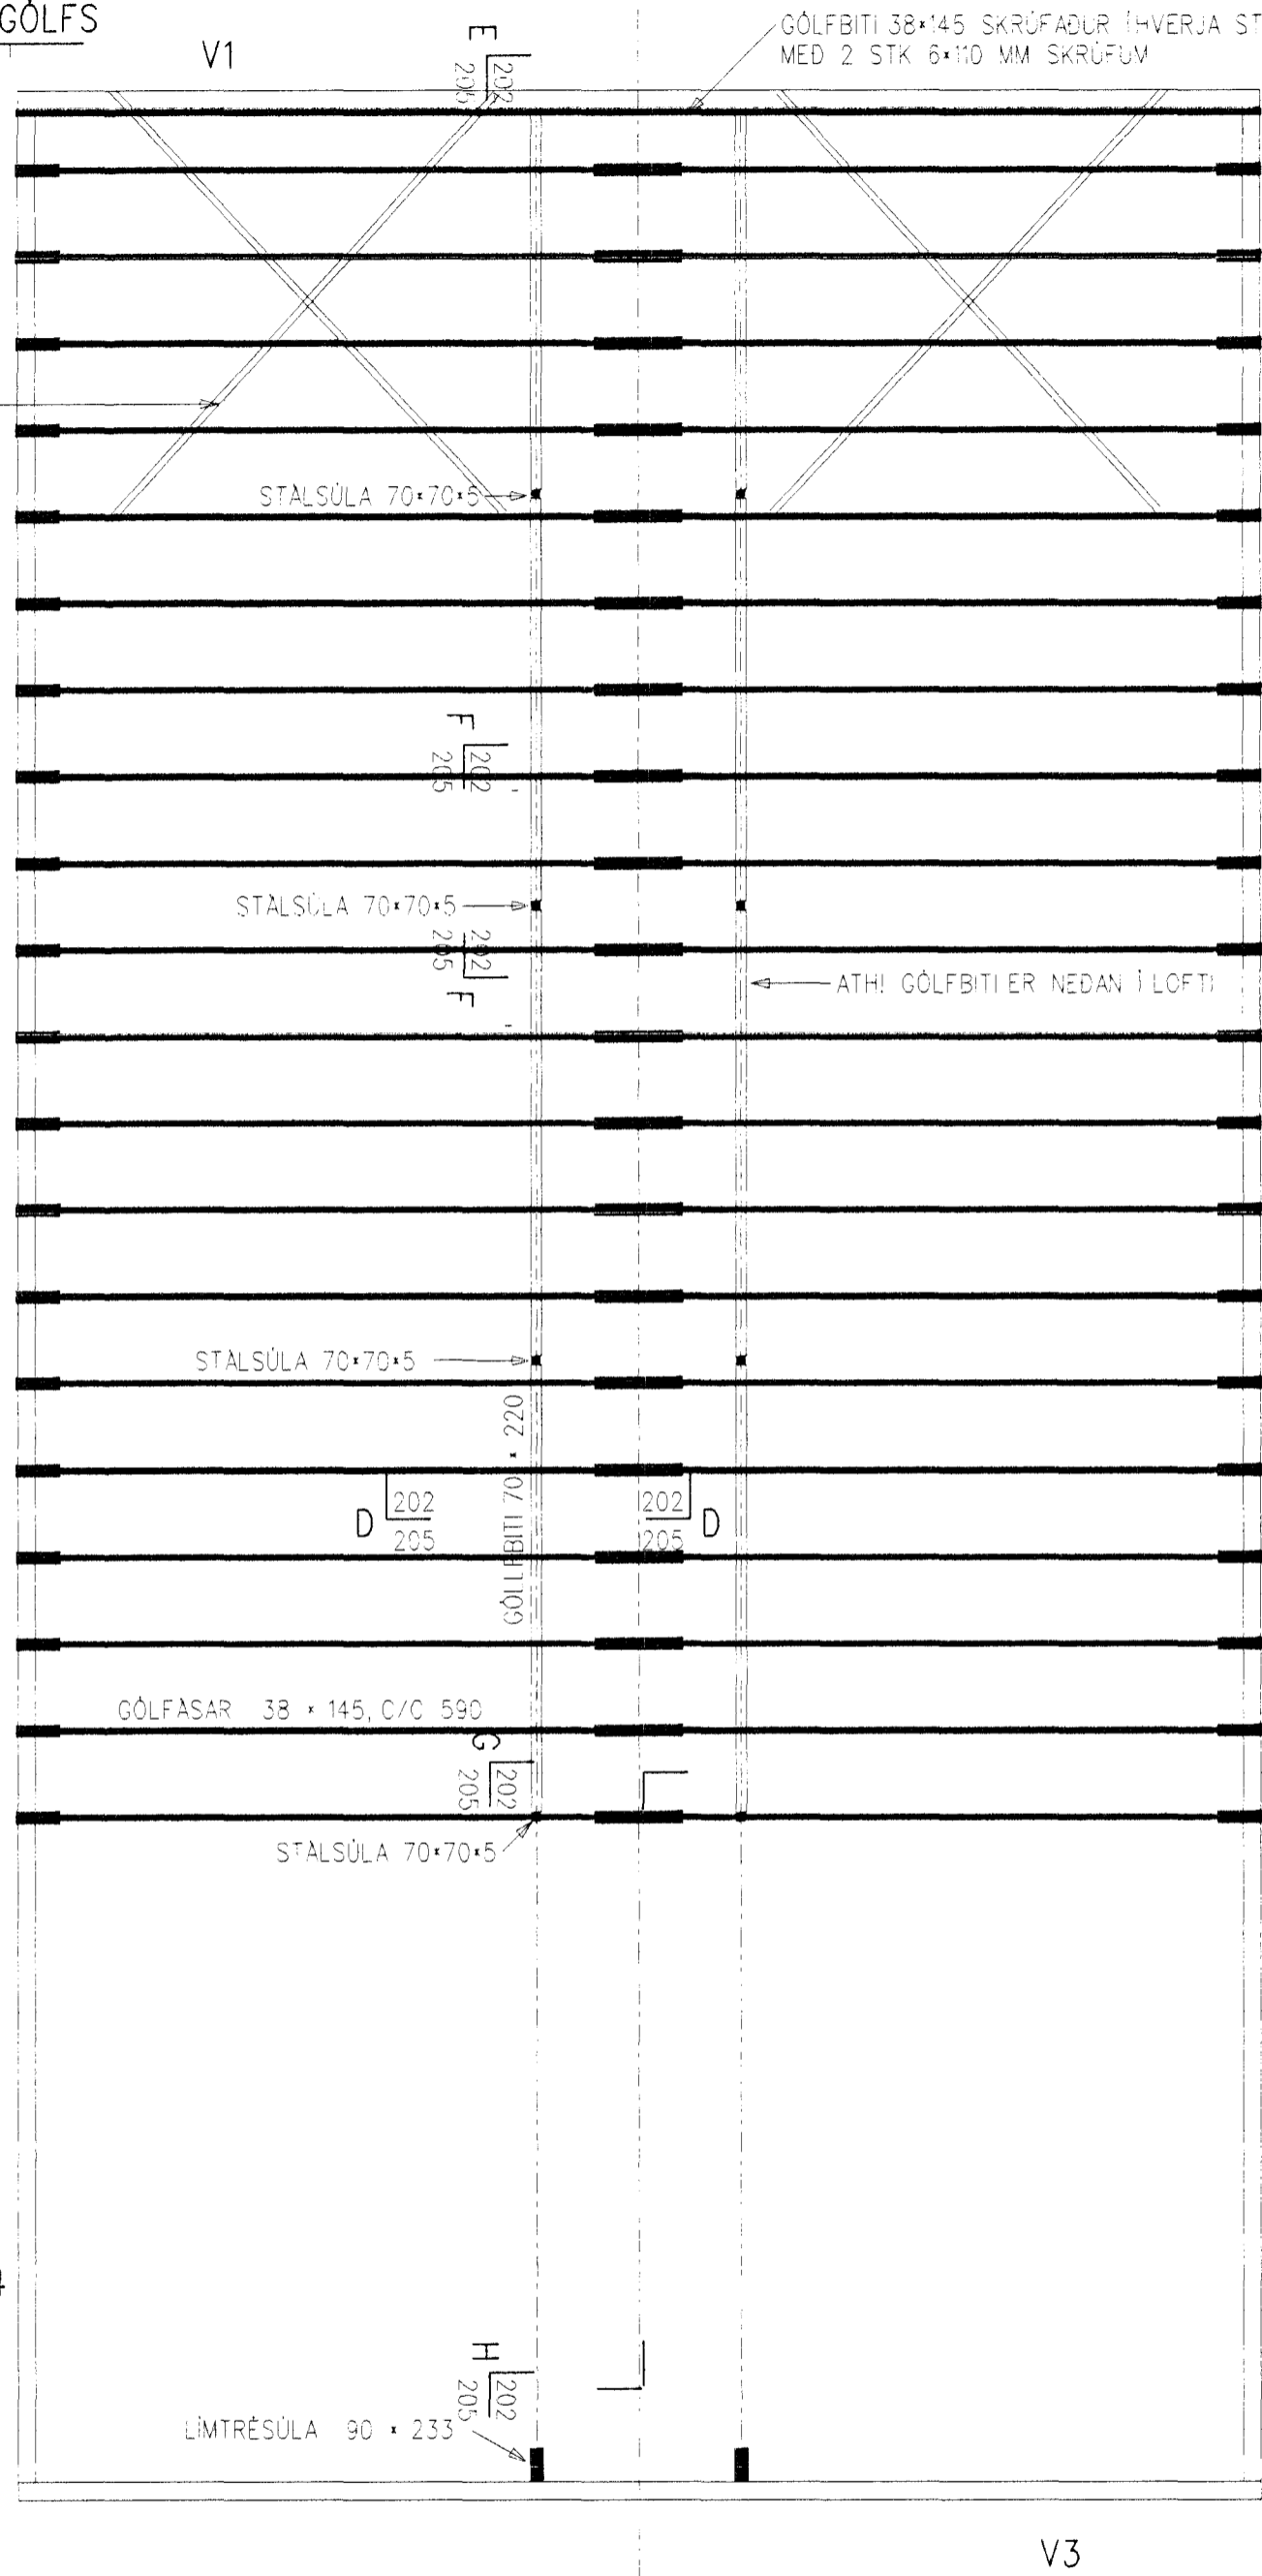 GÓLFS
V1
E 202
205
GÓLFBITI 38×145 SKRÚFAÐUR Í HVERJA ST
MEÐ 2 STK 6×110 MM SKRÚFUM
STÁLSÚLA 70×70×5
F 202
205
STÁLSÚLA 70×70×5
202
205
F
ATH! GÓLFBITI ER NEÐAN Í LOFTI
STÁLSÚLA 70×70×5
GÓLFBITI 70 × 220
D 202
205
202 D
205
GÓLFÁSAR 38 × 145, C/C 590
G 202
205
STÁLSÚLA 70×70×5
H 202
205
LÍMTRÉSÚLA 90 × 233
V3